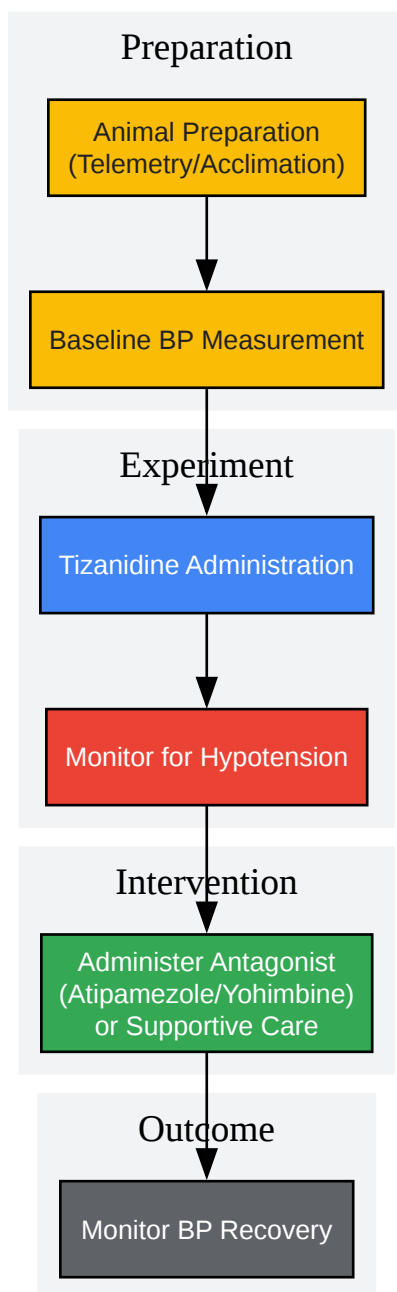 Preparation
Animal Preparation
(Telemetry/Acclimation)
Baseline BP Measurement
Experiment
Tizanidine Administration
Monitor for Hypotension
Intervention
Administer Antagonist
(Atipamezole/Yohimbine)
or Supportive Care
Outcome
Monitor BP Recovery